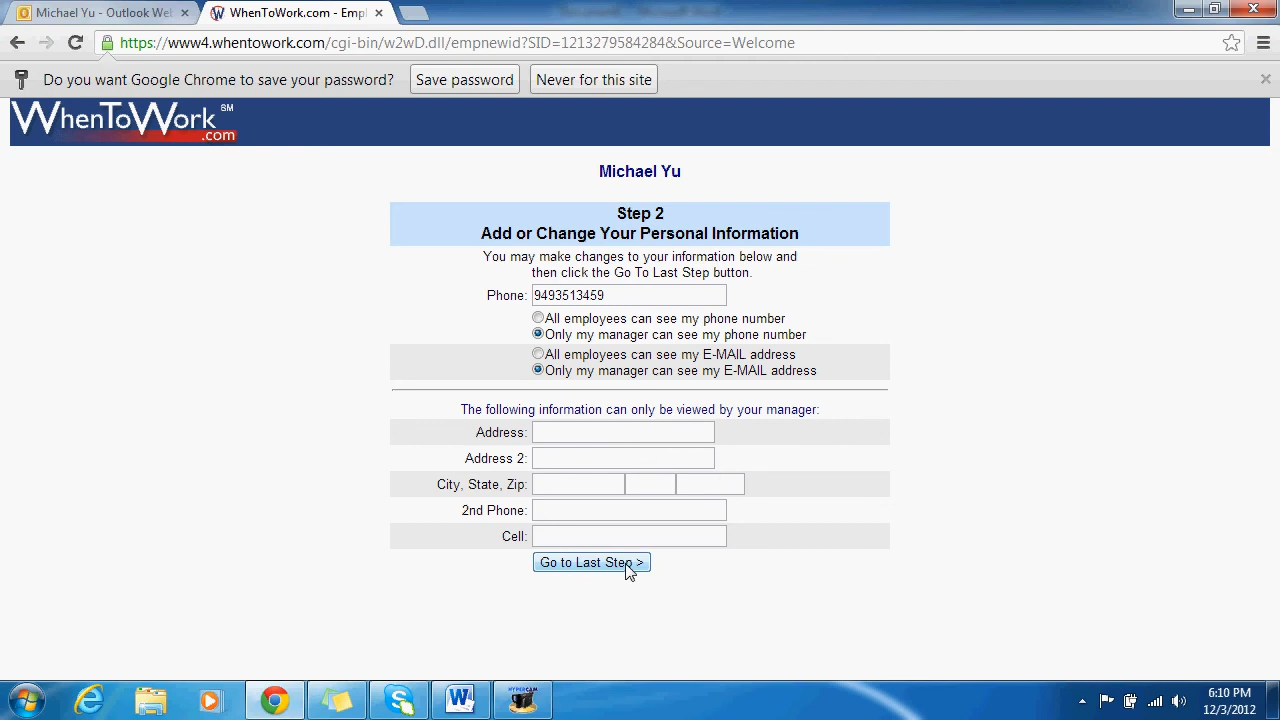 Michael Yu - Outlook Web
WhenToWork.com - Empl
https://www4.whentowork.com/cgi-bin/w2wD.dll/empnewid?SID=1213279584284&Source=Welcome
Do you want Google Chrome to save your password?
Save password
Never for this site
WhenToWork SM
.com
Michael Yu
Step 2
Add or Change Your Personal Information
You may make changes to your information below and
then click the Go To Last Step button.
Phone: 9493513459
All employees can see my phone number
Only my manager can see my phone number
All employees can see my E-MAIL address
Only my manager can see my E-MAIL address
The following information can only be viewed by your manager:
Address:
Address 2:
City, State, Zip:
2nd Phone:
Cell:
Go to Last Step >
HYPERCAM
6:10 PM
12/3/2012